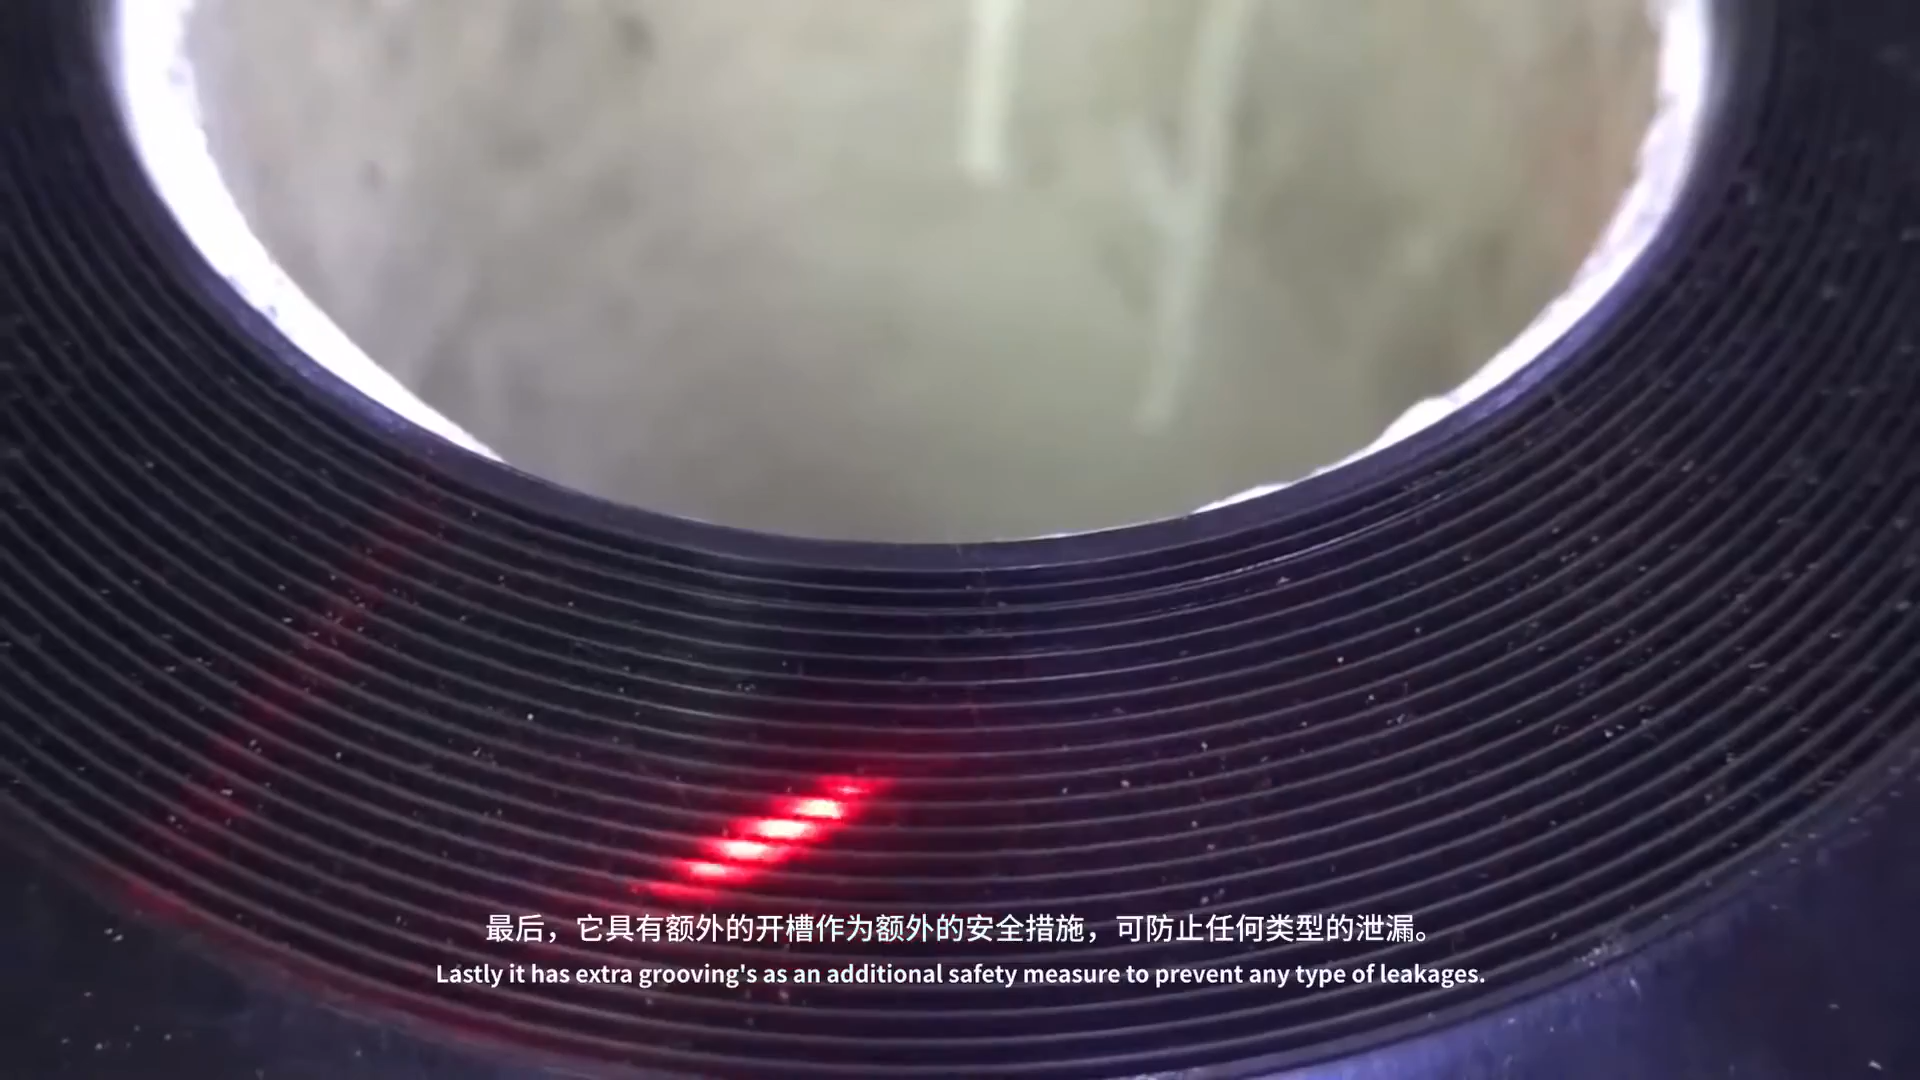 最后，它具有额外的开槽作为额外的安全措施，可防止任何类型的泄漏。
Lastly it has extra grooving's as an additional safety measure to prevent any type of leakages.